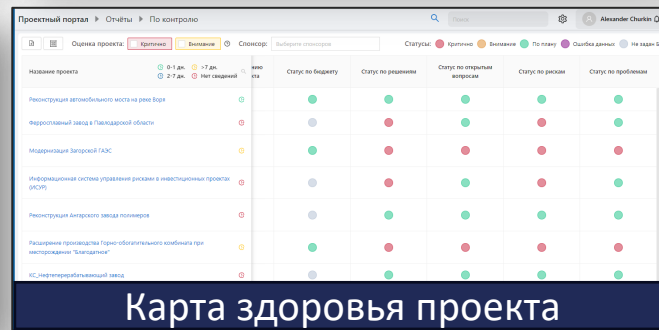 Проектный портал Отчёты По контролю
Поиск
Alexander Churkin
Оценка проекта: Критично Внимание Спонсор: Выберите спонсоров
Статусы: Критично Внимание По плану Ошибка данных Не задан
Название проекта
0-1 дн. >7 дн.
2-7 дн. Нет сведений
Статус по бюджету
Статус по решениям
Статус по открытым
вопросам
Статус по рискам
Статус по проблемам
Реконструкция автомобильного моста на реке Воря
Ферросплавный завод в Павлодарской области
Модернизация Загорской ГАЭС
Информационная система управления рисками в инвестиционных проектах
(ИСУР)
Реконструкция Ангарского завода полимеров
Расширение производства Горно-обогатительного комбината при
месторождении "Благодатное"
КС_Нефтеперерабатывающий завод
Карта здоровья проекта